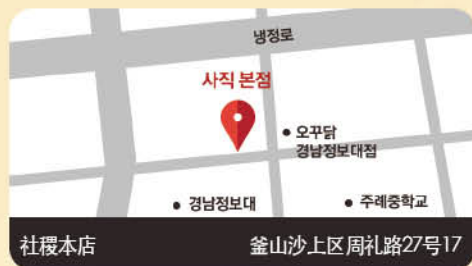 냉정로
사직 본점
오꾸닭
경남정보대점
경남정보대
주례중학교
社稷本店
釜山沙上区周礼路27号17